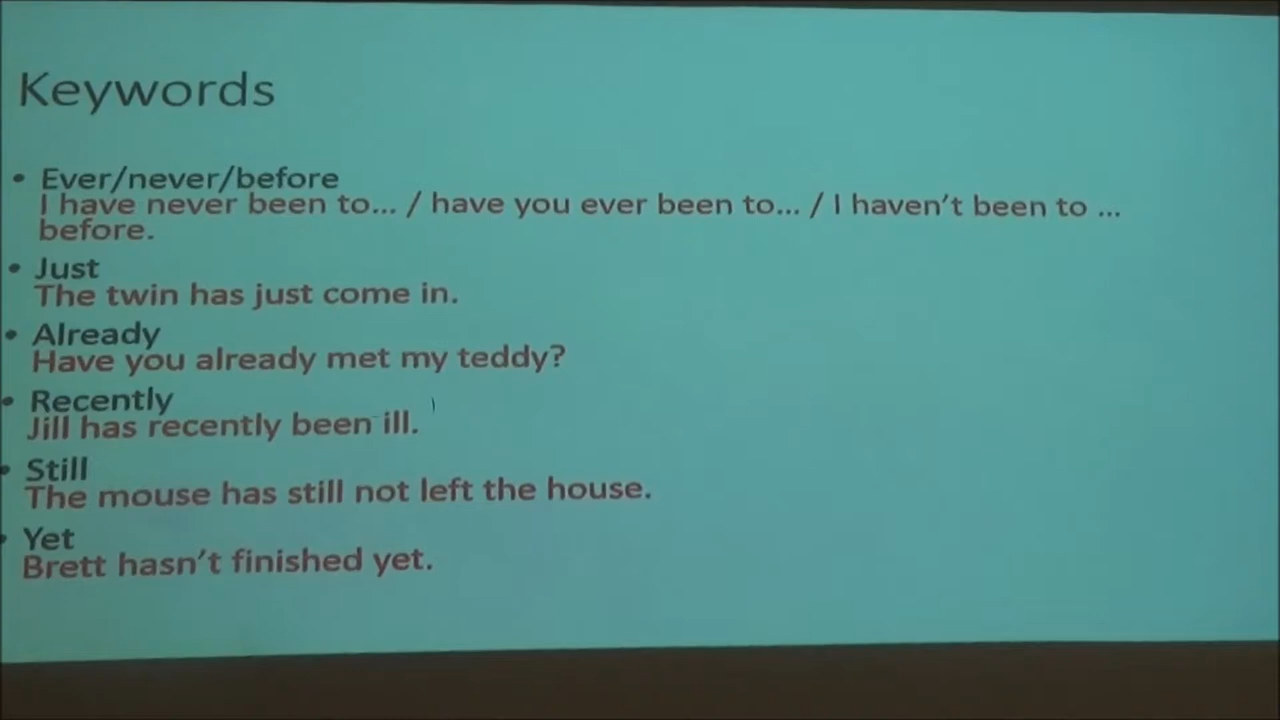 Keywords
• Ever/never/before
I have never been to... / have you ever been to... / I haven't been to ...
before.
• Just
The twin has just come in.
• Already
Have you already met my teddy?
• Recently
Jill has recently been ill.
• Still
The mouse has still not left the house.
• Yet
Brett hasn't finished yet.